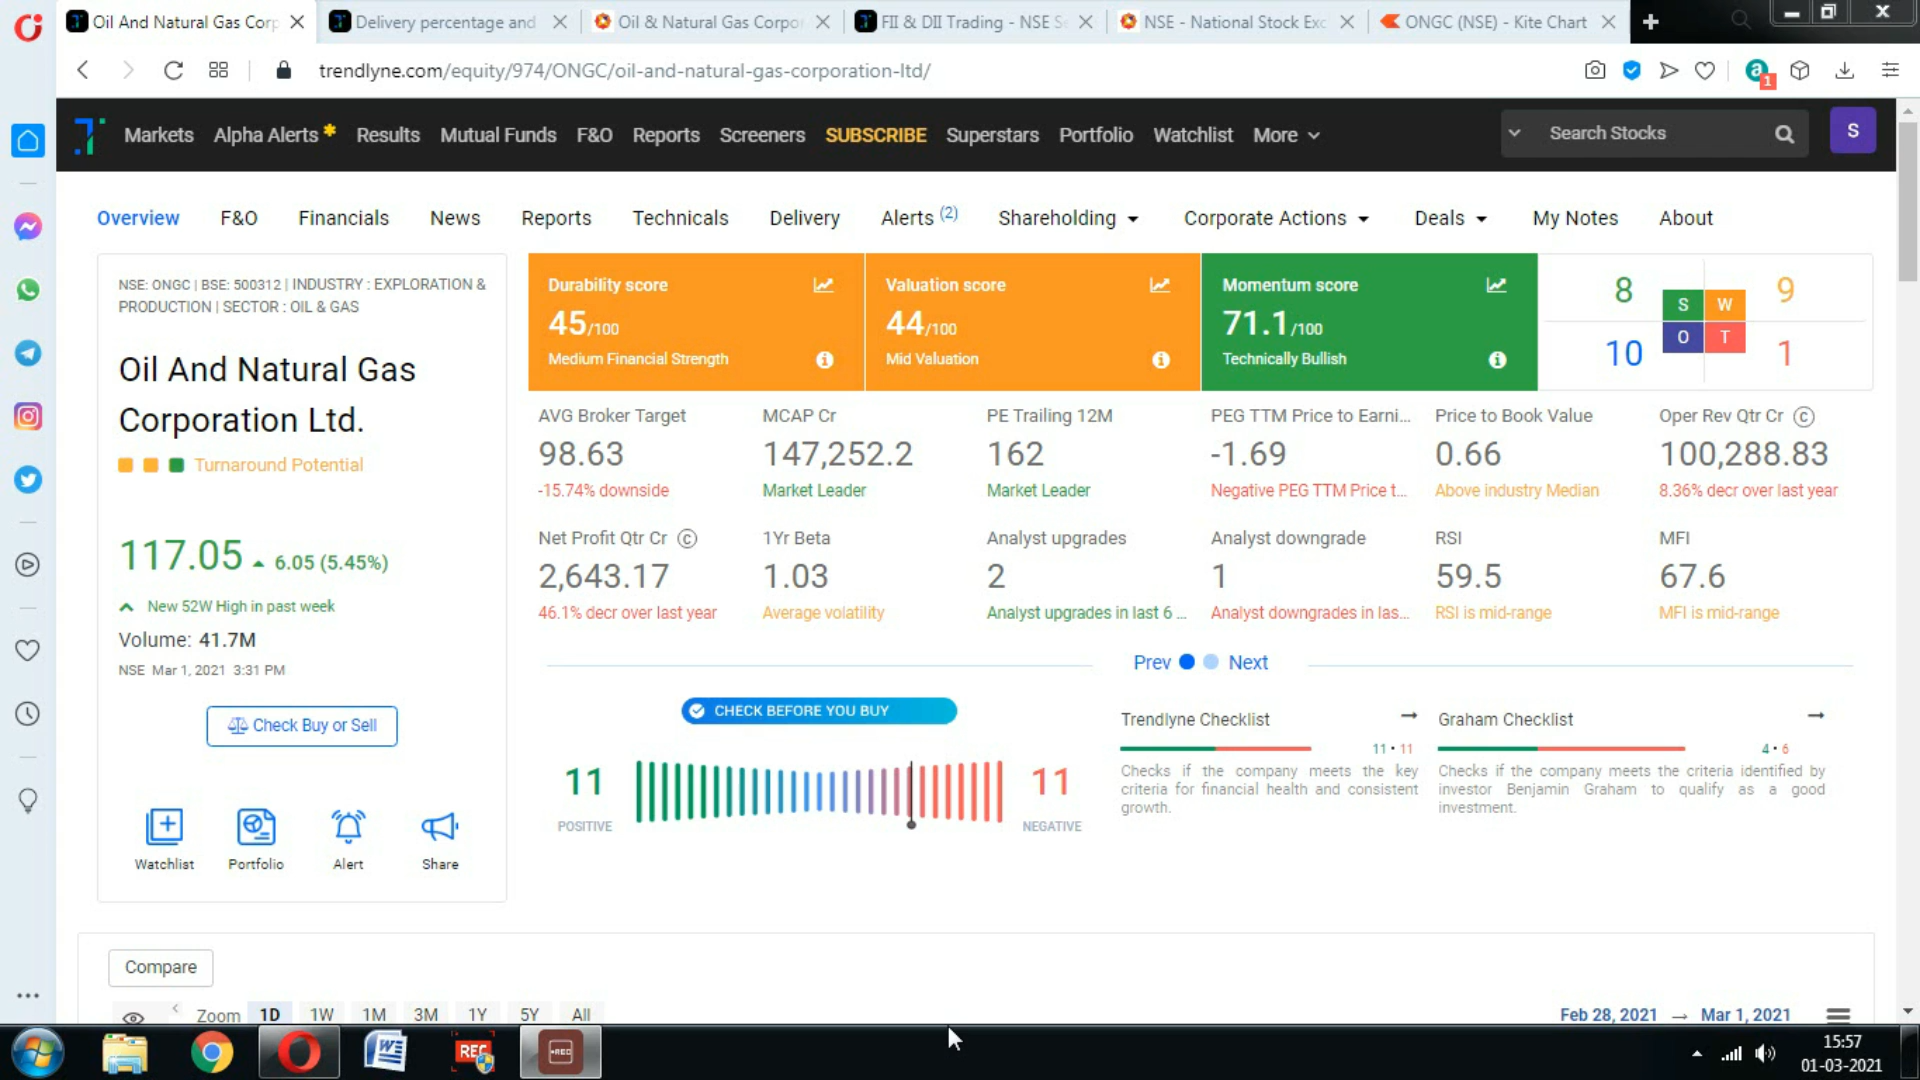 Oil And Natural Gas Corp
Delivery percentage and
Oil & Natural Gas Corpo
FII & DII Trading - NSE Se
NSE - National Stock Exc
ONGC (NSE) - Kite Chart
trendlyne.com/equity/974/ONGC/oil-and-natural-gas-corporation-ltd/
1
Markets Alpha Alerts Results Mutual Funds F&O Reports Screeners SUBSCRIBE Superstars Portfolio Watchlist More
Search Stocks
S
Overview F&O Financials News Reports Technicals Delivery Alerts (2) Shareholding Corporate Actions Deals My Notes About
NSE: ONGC | BSE: 500312 | INDUSTRY : EXPLORATION &
PRODUCTION | SECTOR : OIL & GAS
Oil And Natural Gas
Corporation Ltd.
Turnaround Potential
117.05 6.05 (5.45%)
New 52W High in past week
Volume: 41.7M
NSE Mar 1, 2021 3:31 PM
Check Buy or Sell
Watchlist Portfolio Alert Share
Durability score
45/100
Medium Financial Strength
Valuation score
44/100
Mid Valuation
Momentum score
71.1/100
Technically Bullish
8 S W 9
10 O T 1
AVG Broker Target
98.63
-15.74% downside
MCAP Cr
147,252.2
Market Leader
PE Trailing 12M
162
Market Leader
PEG TTM Price to Earni...
-1.69
Negative PEG TTM Price t...
Price to Book Value
0.66
Above industry Median
Oper Rev Qtr Cr C
100,288.83
8.36% decr over last year
Net Profit Qtr Cr C
2,643.17
46.1% decr over last year
1Yr Beta
1.03
Average volatility
Analyst upgrades
2
Analyst upgrades in last 6 ...
Analyst downgrade
1
Analyst downgrades in las...
RSI
59.5
RSI is mid-range
MFI
67.6
MFI is mid-range
Prev Next
CHECK BEFORE YOU BUY
11
POSITIVE
11
NEGATIVE
Trendlyne Checklist
11 • 11
Checks if the company meets the key
criteria for financial health and consistent
growth.
Graham Checklist
4 • 6
Checks if the company meets the criteria identified by
investor Benjamin Graham to qualify as a good
investment.
Compare
Zoom 1D 1W 1M 3M 1Y 5Y All
Feb 28, 2021 → Mar 1, 2021
REC
REC
15:57
01-03-2021